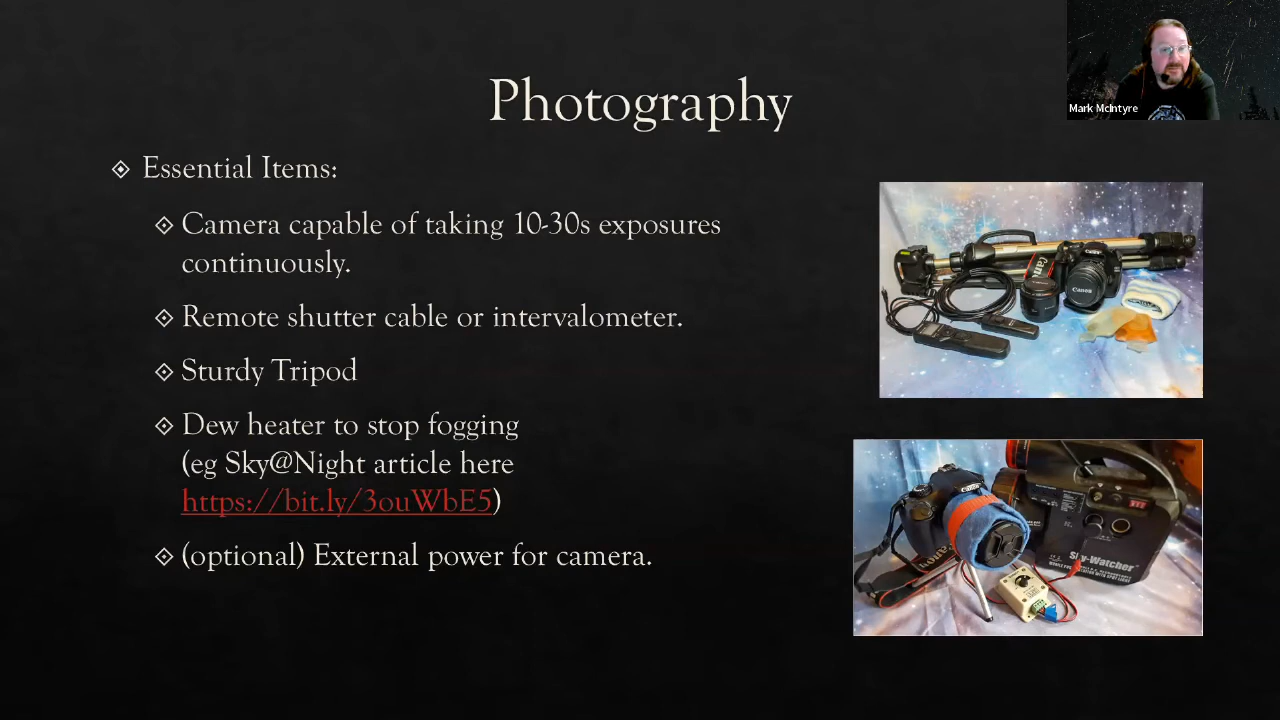 Photography
Mark McIntyre
Essential Items:
Camera capable of taking 10-30s exposures
continuously.
Remote shutter cable or intervalometer.
Sturdy Tripod
Dew heater to stop fogging
(eg Sky@Night article here
https://bit.ly/3ouWbE5)
(optional) External power for camera.
Canon
Canon
Sky-Watcher
Canon